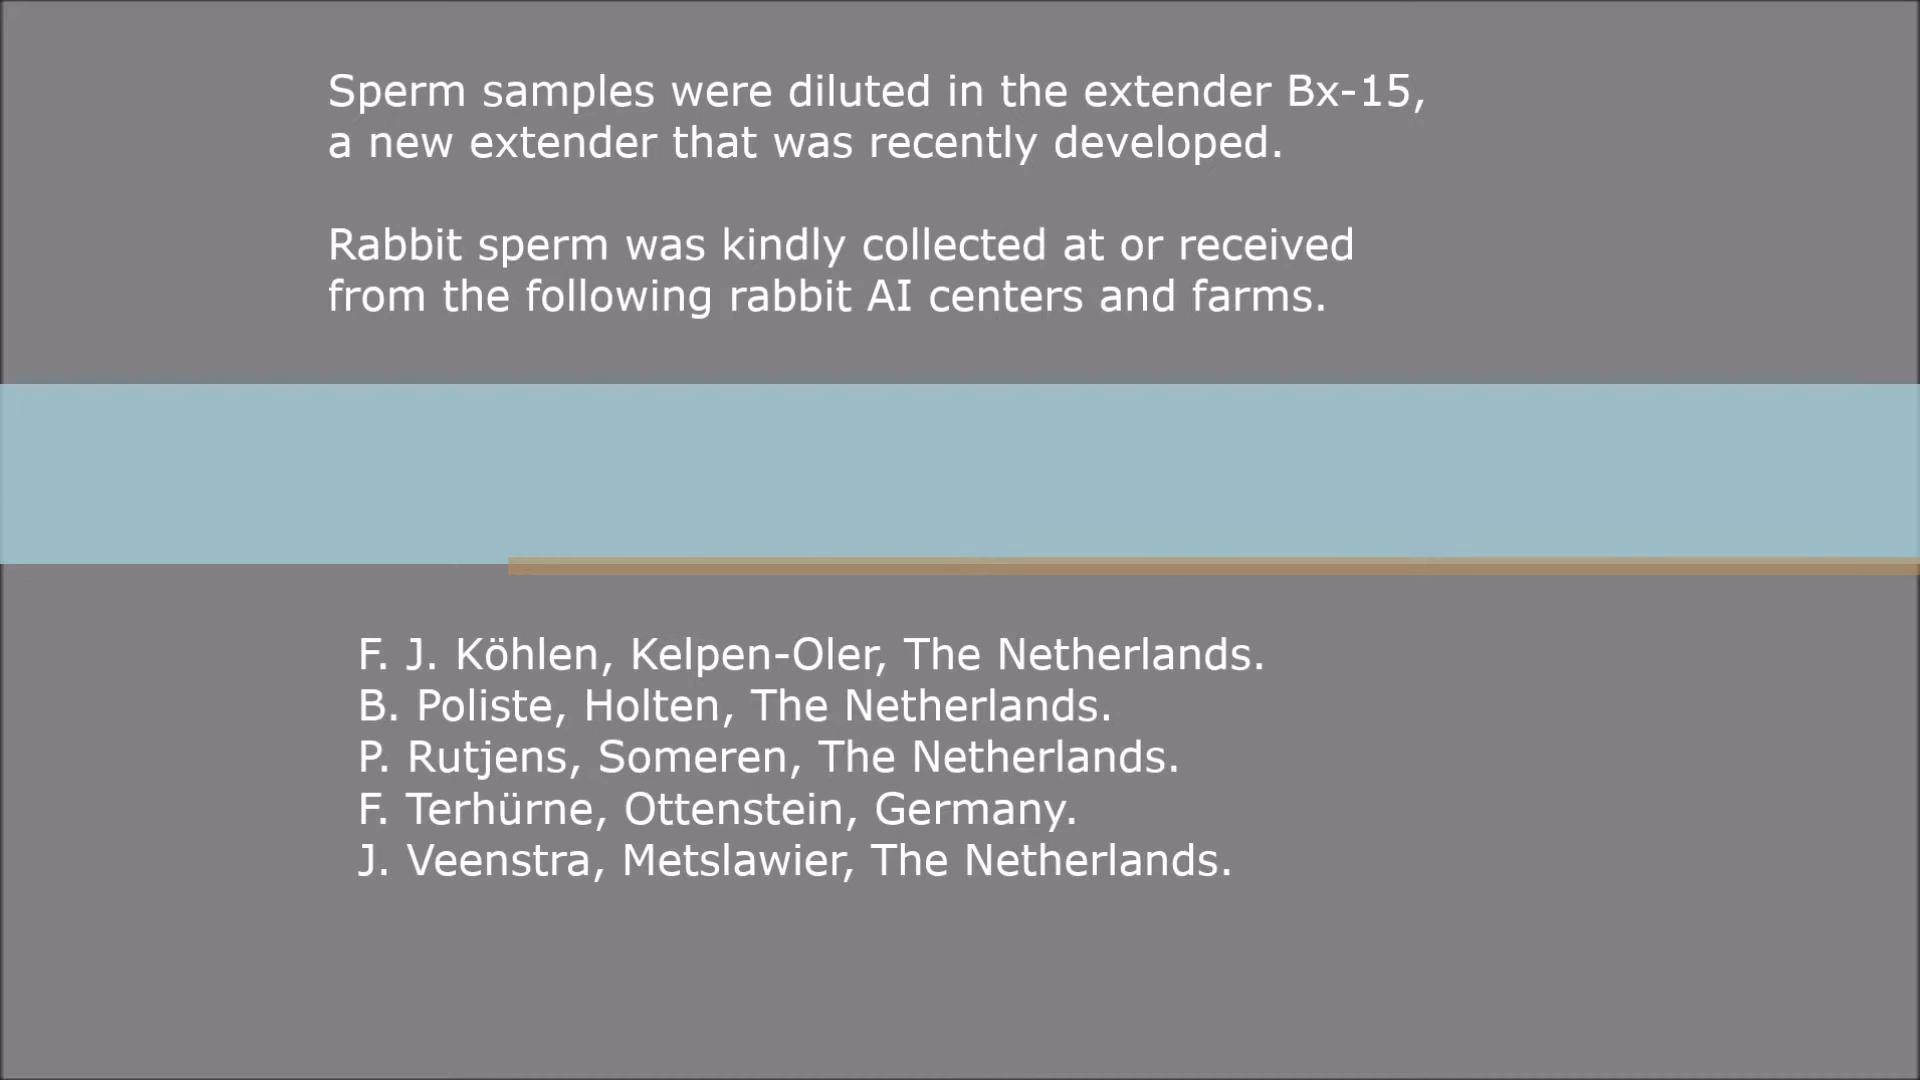 Sperm samples were diluted in the extender Bx-15,
a new extender that was recently developed.
Rabbit sperm was kindly collected at or received
from the following rabbit AI centers and farms.
F. J. Köhlen, Kelpen-Oler, The Netherlands.
B. Poliste, Holten, The Netherlands.
P. Rutjens, Someren, The Netherlands.
F. Terhürne, Ottenstein, Germany.
J. Veenstra, Metslawier, The Netherlands.